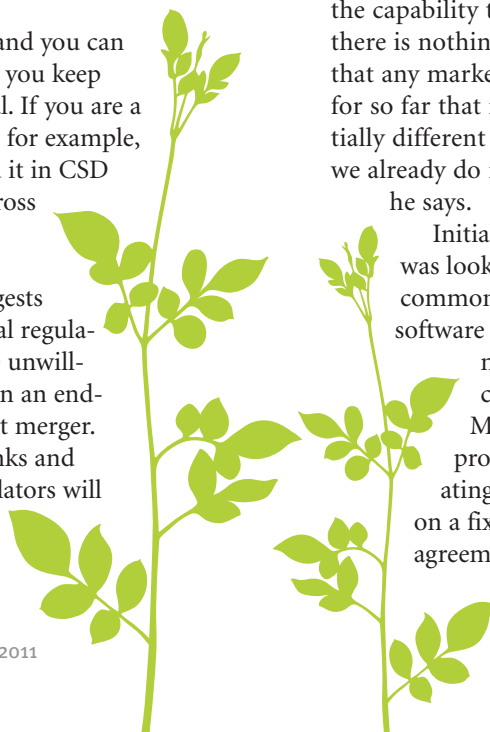 and you can
you keep
l. If you are a
for example,
it in CSD
ross
gests
al regula-
unwill-
n an end-
t merger.
nks and
lators will
2011
the capability t
there is nothin
that any marke
for so far that
tially different
we already do
he says.
Initia
was look
common
software
M
pro
ating
on a fix
agreem